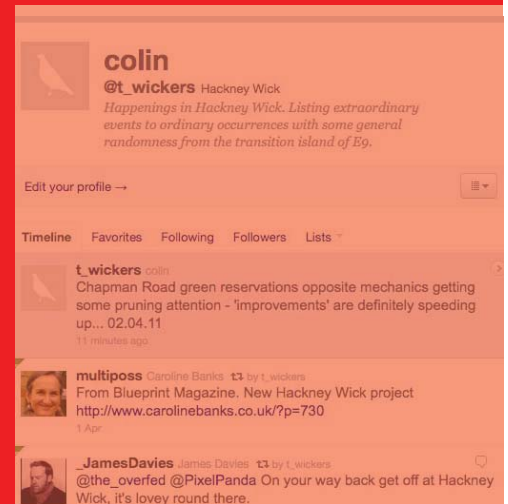 colin
@t_wickers Hackney Wick
Happenings in Hackney Wick. Listing extraordinary
events to ordinary occurrences with some general
randomness from the transition island of E9.
Edit your profile →
Timeline Favorites Following Followers Lists
t_wickers colin
Chapman Road green reservations opposite mechanics getting
some pruning attention - 'improvements' are definitely speeding
up... 02.04.11
11 minutes ago
multiposs Caroline Banks by t_wickers
From Blueprint Magazine. New Hackney Wick project
http://www.carolinebanks.co.uk/?p=730
1 Apr
_JamesDavies James Davies by t_wickers
@the_overfed @PixelPanda On your way back get off at Hackney
Wick, it's lovey round there.